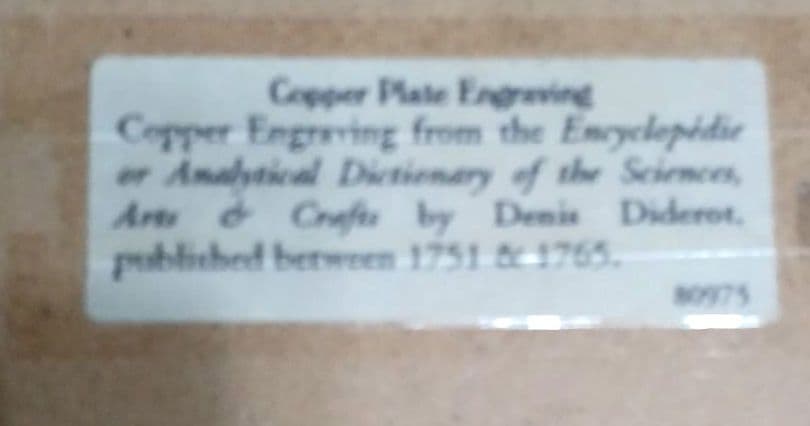 Copper Plate Engraving
Copper Engraving from the Encyclopédie
or Analytical Dictionary of the Sciences,
Arts & Crafts by Denis Diderot,
published between 1751 & 1765.
80975